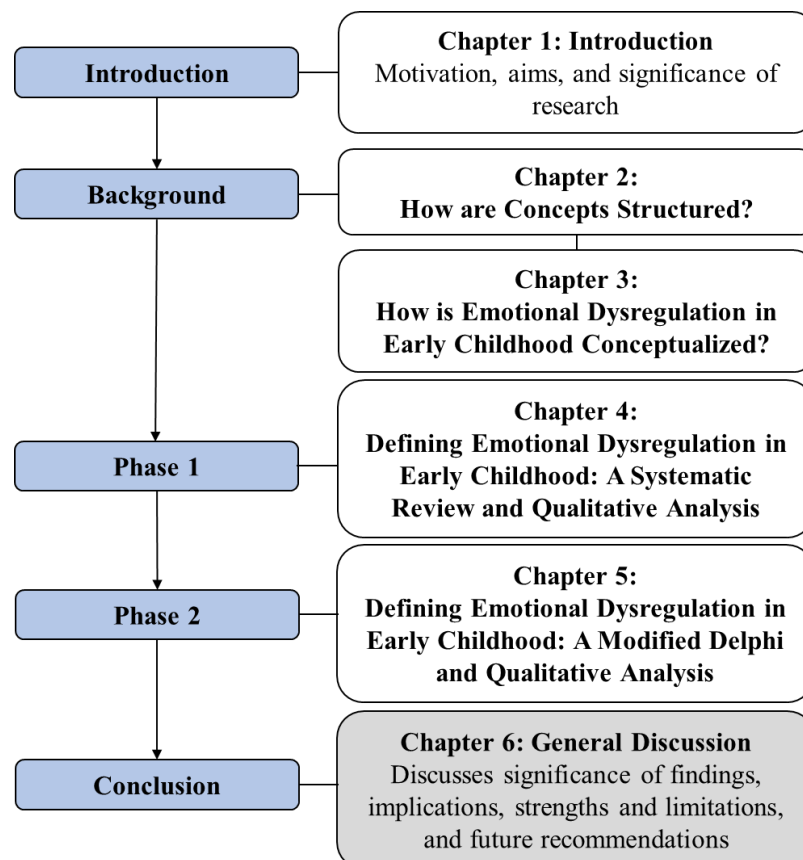 Introduction
Chapter 1: Introduction
Motivation, aims, and significance of
research
Background
Chapter 2:
How are Concepts Structured?
Chapter 3:
How is Emotional Dysregulation in
Early Childhood Conceptualized?
Phase 1
Chapter 4:
Defining Emotional Dysregulation in
Early Childhood: A Systematic
Review and Qualitative Analysis
Phase 2
Chapter 5:
Defining Emotional Dysregulation in
Early Childhood: A Modified Delphi
and Qualitative Analysis
Conclusion
Chapter 6: General Discussion
Discusses significance of findings,
implications, strengths and limitations,
and future recommendations